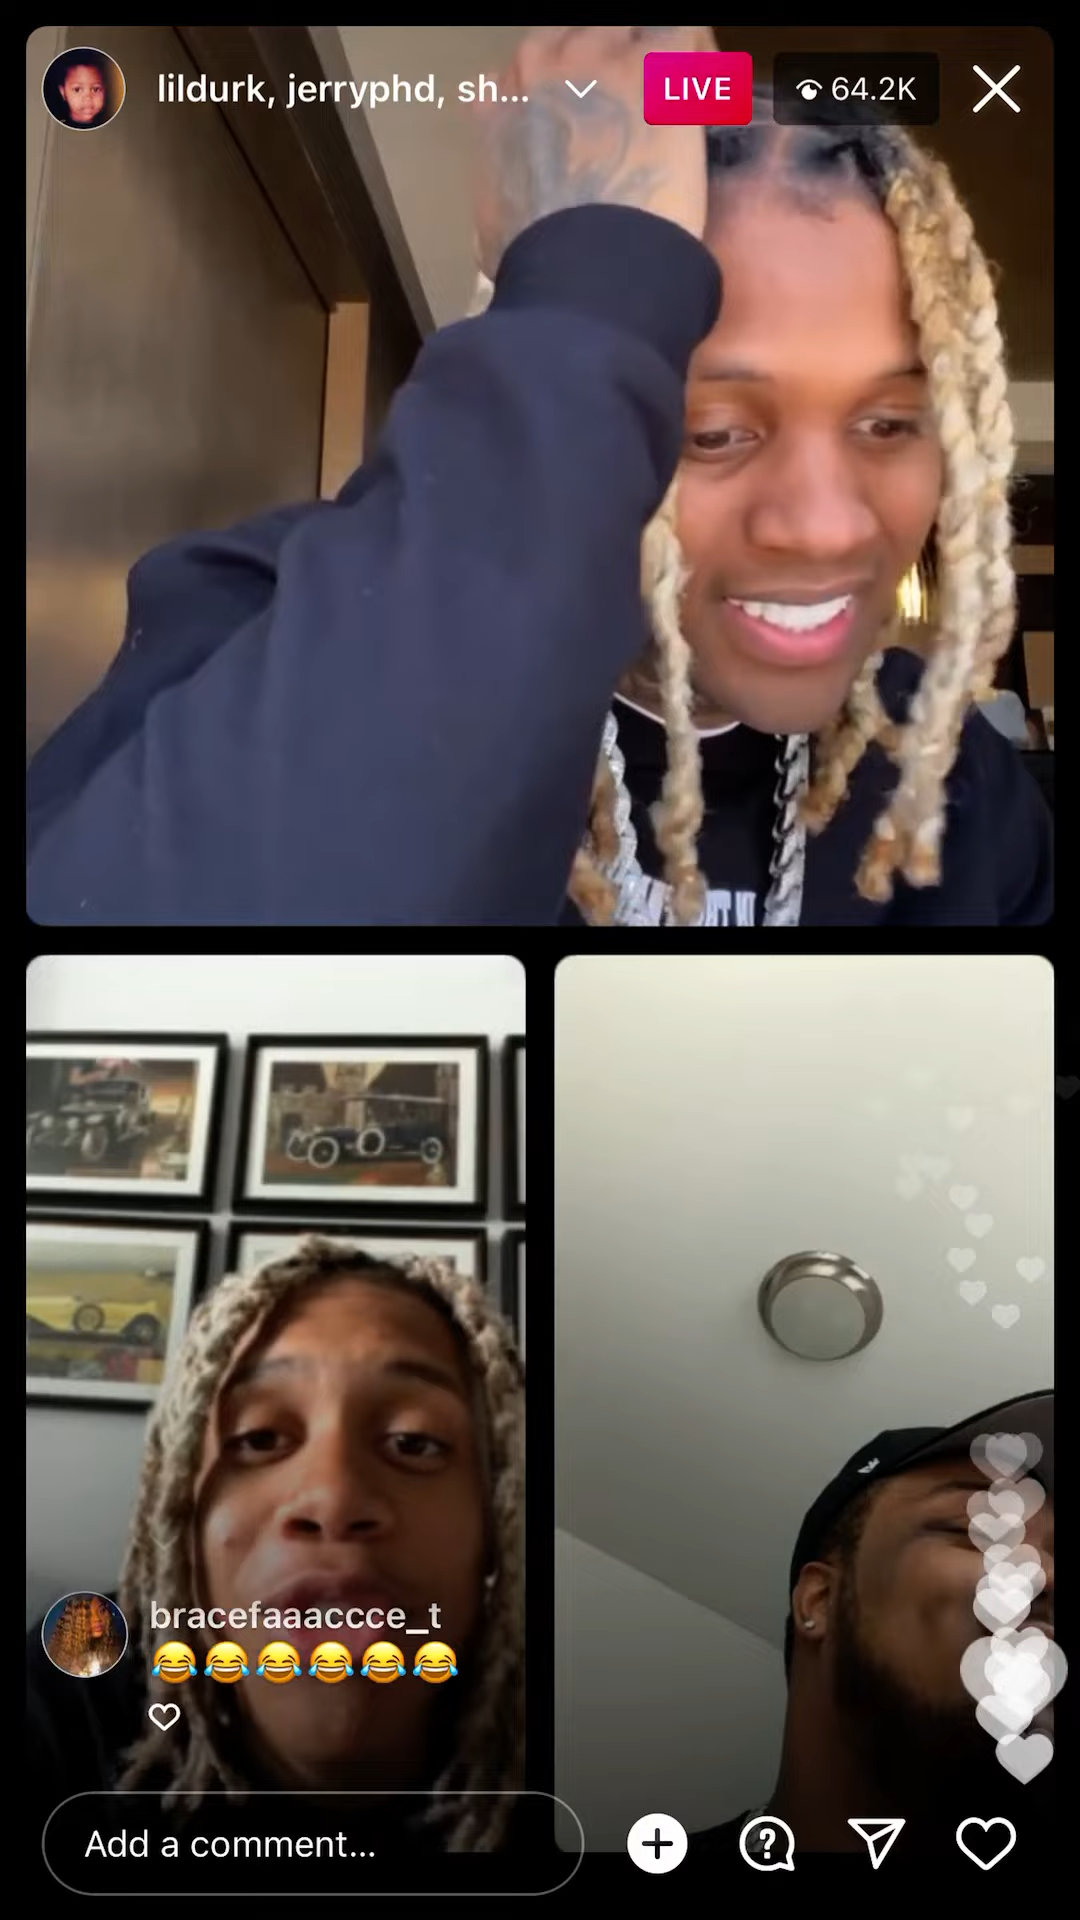 lildurk, jerryphd, sh...
LIVE
64.2K
bracefaaaccce_t
😂😂😂😂😂😂
Add a comment...